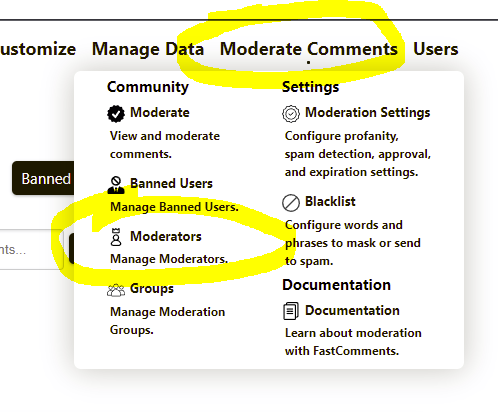 ustomize Manage Data Moderate Comments Users
Community
Moderate
View and moderate
comments.
Banned Users
Manage Banned Users.
Moderators
Manage Moderators.
Groups
Manage Moderation
Groups.
Settings
Moderation Settings
Configure profanity,
spam detection, approval,
and expiration settings.
Blacklist
Configure words and
phrases to mask or send
to spam.
Documentation
Documentation
Learn about moderation
with FastComments.
Banned
nts...